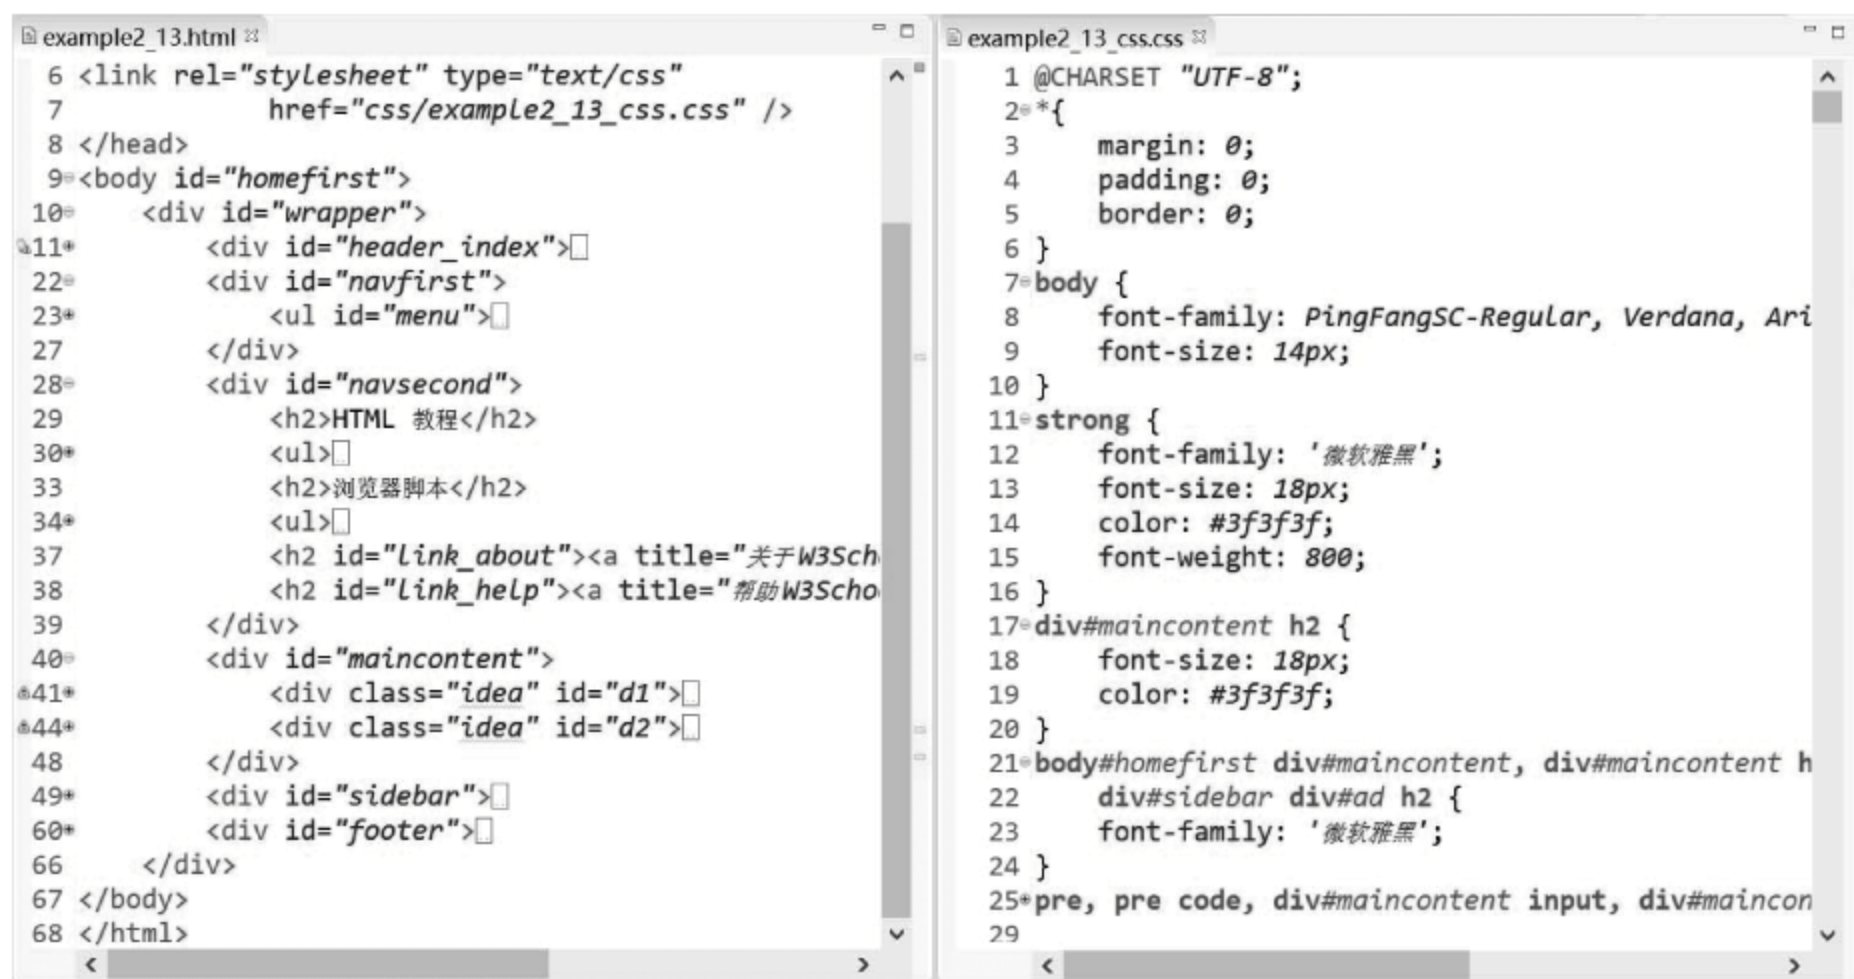 example2_13.html
6 <link rel="stylesheet" type="text/css"
7 href="css/example2_13_css.css" />
8 </head>
9 <body id="homefirst">
10 <div id="wrapper">
11 <div id="header_index">
22 <div id="navfirst">
23 <ul id="menu">
27 </div>
28 <div id="navsecond">
29 <h2>HTML 教程</h2>
30 <ul>
33 <h2>浏览器脚本</h2>
34 <ul>
37 <h2 id="link_about"><a title="关于W3Sch
38 <h2 id="link_help"><a title="帮助W3Scho
39 </div>
40 <div id="maincontent">
41 <div class="idea" id="d1">
44 <div class="idea" id="d2">
48 </div>
49 <div id="sidebar">
60 <div id="footer">
66 </div>
67 </body>
68 </html>
example2_13_css.css
1 @CHARSET "UTF-8";
2 *{
3 margin: 0;
4 padding: 0;
5 border: 0;
6 }
7 body {
8 font-family: PingFangSC-Regular, Verdana, Ari
9 font-size: 14px;
10 }
11 strong {
12 font-family: '微软雅黑';
13 font-size: 18px;
14 color: #3f3f3f;
15 font-weight: 800;
16 }
17 div#maincontent h2 {
18 font-size: 18px;
19 color: #3f3f3f;
20 }
21 body#homefirst div#maincontent, div#maincontent h
22 div#sidebar div#ad h2 {
23 font-family: '微软雅黑';
24 }
25 pre, pre code, div#maincontent input, div#maincon
29